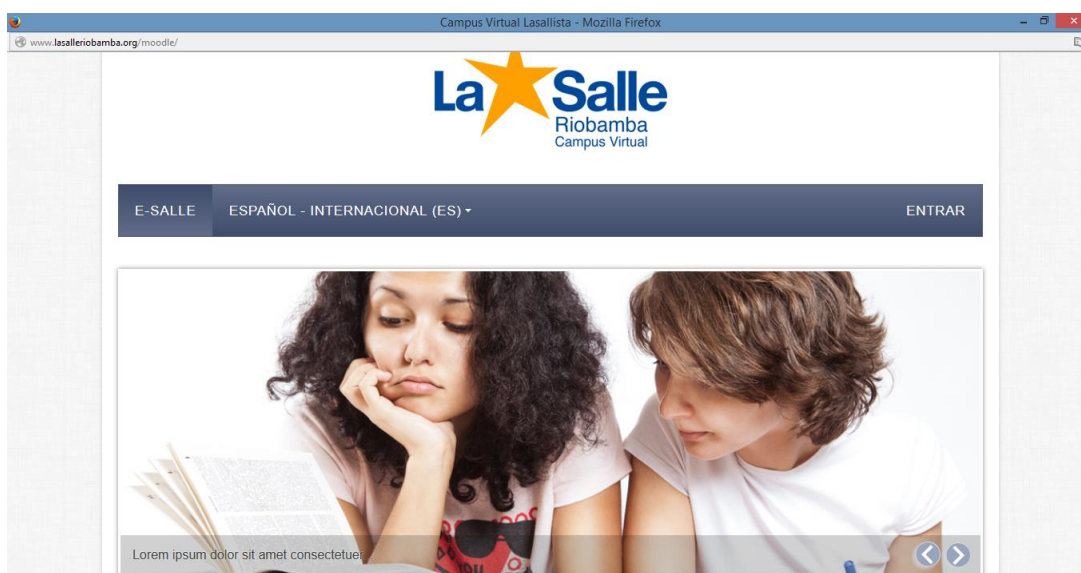 Campus Virtual Lasallista - Mozilla Firefox
www.lasalleriobamba.org/moodle/
La Salle
Riobamba
Campus Virtual
E-SALLE ESPAÑOL - INTERNACIONAL (ES) ENTRAR
Lorem ipsum dolor sit amet consectetuer